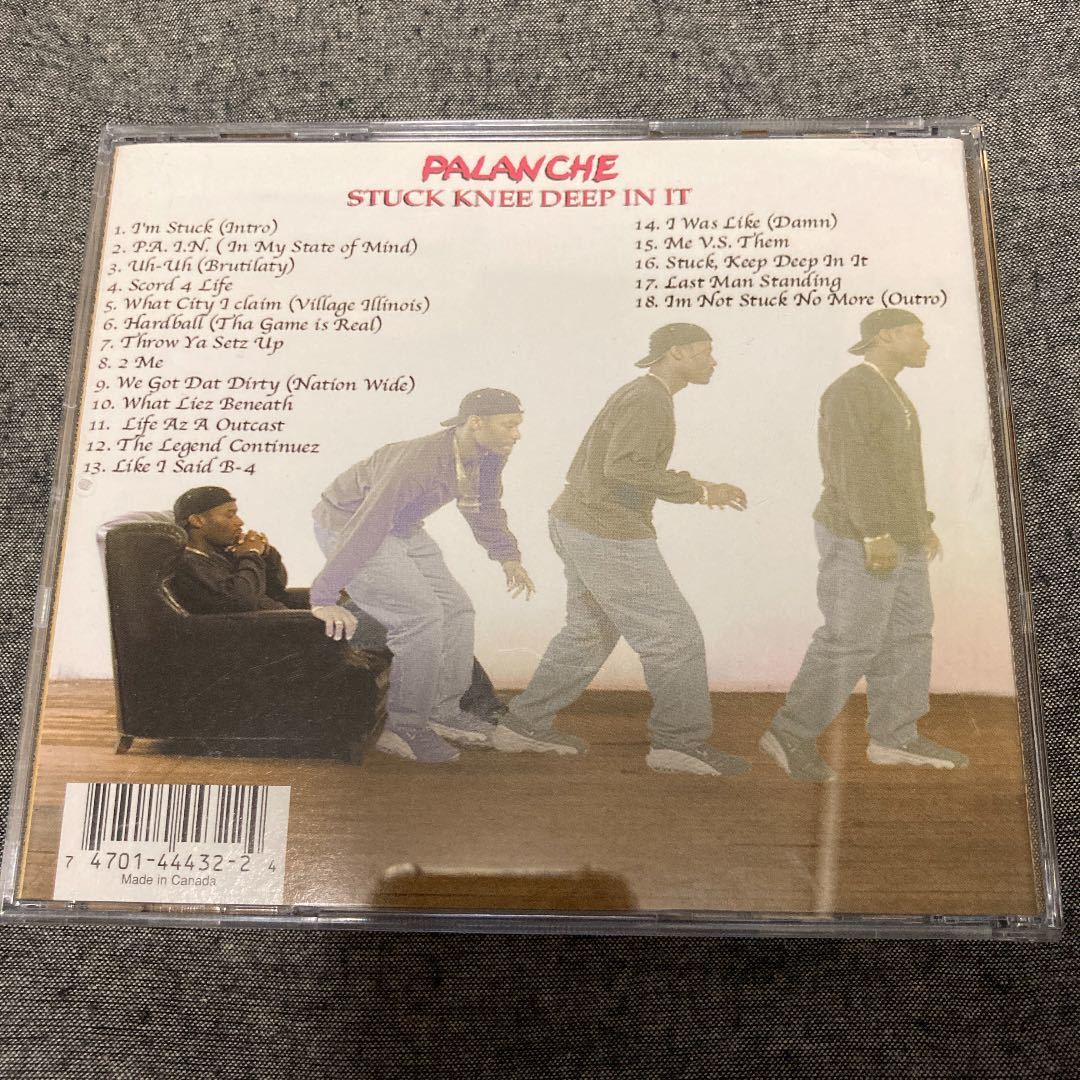 PALANCHE
STUCK KNEE DEEP IN IT
1. I'm Stuck (Intro)
2. P.A. I.N. ( In My State of Mind)
3. Uh-Uh (Brutilaty)
4. Scord 4 Life
5. What City I claim (Village Illinois)
6. Hardball (Tha Game is Real)
7. Throw Ya Setz Up
8. 2 Me
9. We Got Dat Dirty (Nation Wide)
10. What Liez Beneath
11. Life Az A Outcast
12. The Legend Continuez
13. Like I Said B-4
14. I Was Like (Damn)
15. Me V.S. Them
16. Stuck, Keep Deep In It
17. Last Man Standing
18. Im Not Stuck No More (Outro)
7 4701-44432-2 4
Made in Canada